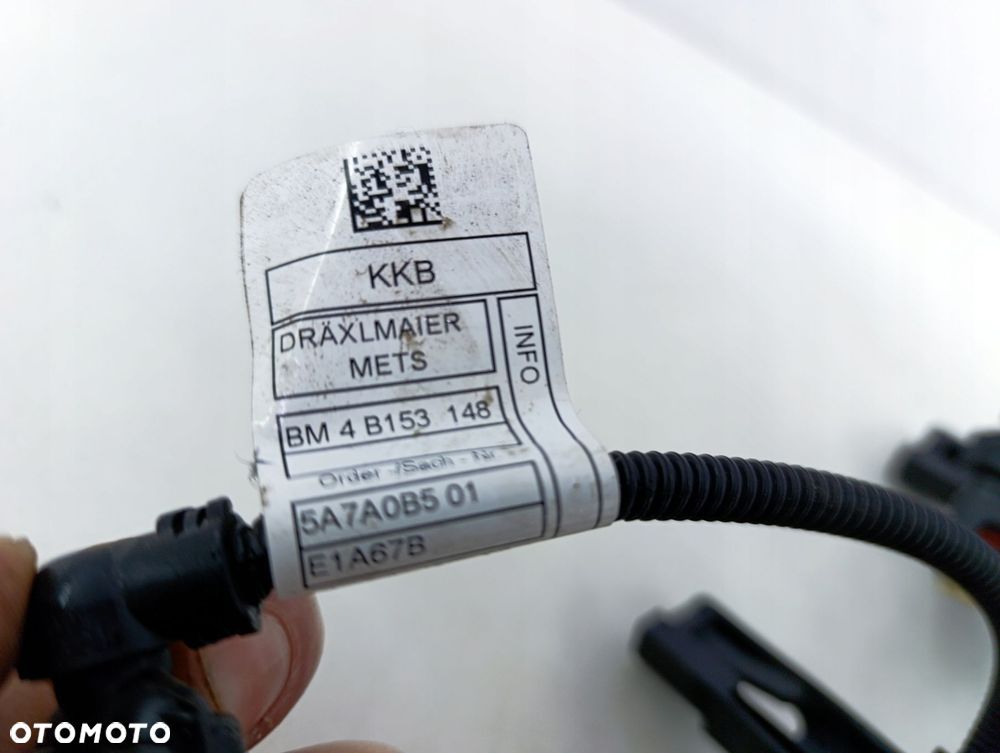 KKB
DRÄXLMAIER
METS
INFO
BM 4 B153 148
Order-/Sach-Nr
5A7A0B5 01
E1A67B
OTOMOTO